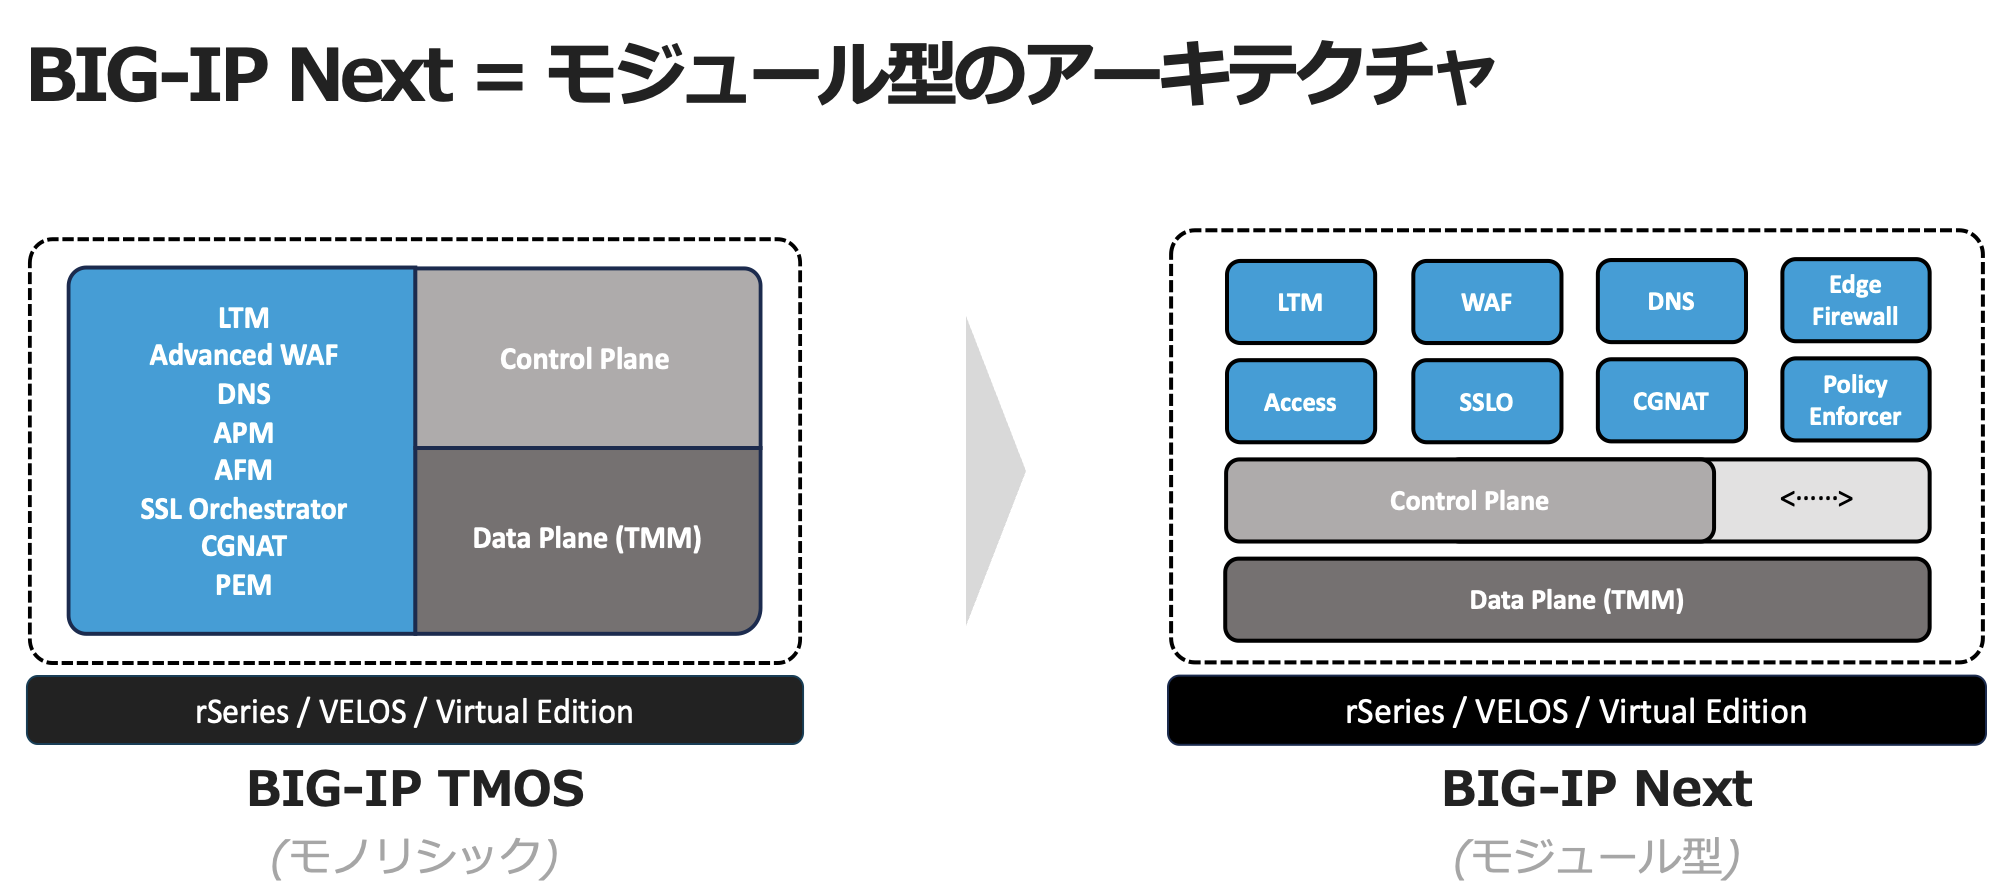 BIG-IP Next = モジュール型のアーキテクチャ
LTM
Advanced WAF
DNS
APM
AFM
SSL Orchestrator
CGNAT
PEM
Control Plane
Data Plane (TMM)
rSeries / VELOS / Virtual Edition
BIG-IP TMOS
(モノリシック)
LTM
WAF
DNS
Edge
Firewall
Access
SSLO
CGNAT
Policy
Enforcer
Control Plane
<······>
Data Plane (TMM)
rSeries / VELOS / Virtual Edition
BIG-IP Next
(モジュール型)